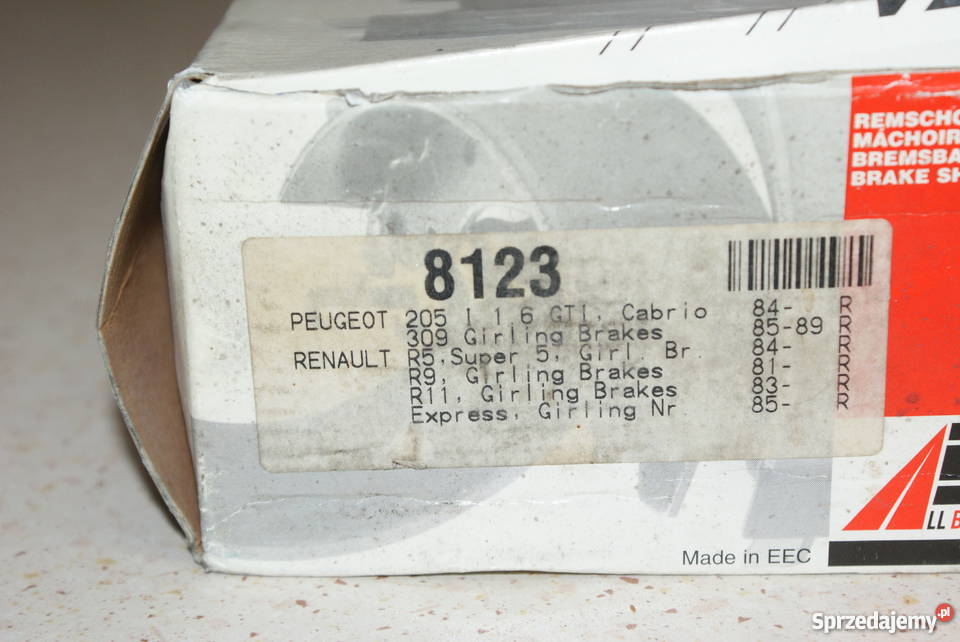 REMSCHO
MÂCHOIR
BREMSBA
BRAKE SH
8123
PEUGEOT 205 I 1 6 GTI, Cabrio 84- R
309 Girling Brakes 85-89 R
RENAULT R5,Super 5, Girl. Br. 84- R
R9, Girling Brakes 81- R
R11, Girling Brakes 83- R
Express, Girling Nr 85- R
LL B
Made in EEC
Sprzedajemy.pl